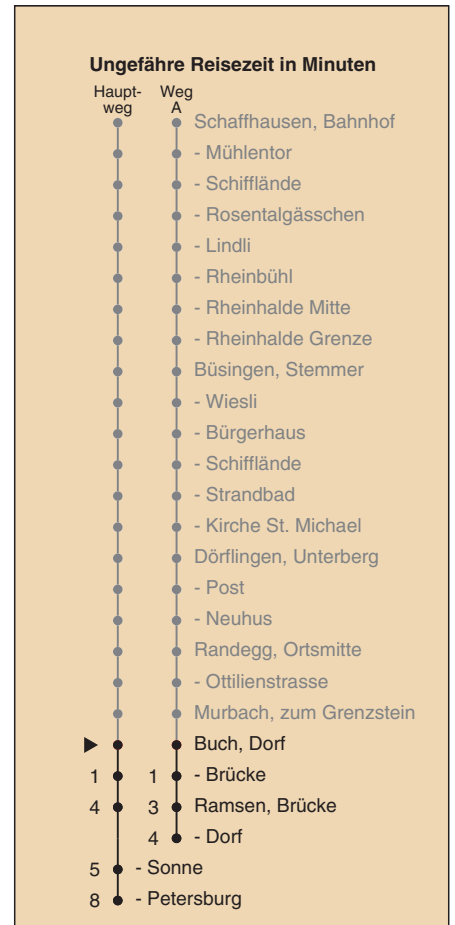 Ungefähre Reisezeit in Minuten
Haupt- Weg
weg A
Schaffhausen, Bahnhof
- Mühlentor
- Schifflände
- Rosentalgässchen
- Lindli
- Rheinbühl
- Rheinhalde Mitte
- Rheinhalde Grenze
Büsingen, Stemmer
- Wiesli
- Bürgerhaus
- Schifflände
- Strandbad
- Kirche St. Michael
Dörflingen, Unterberg
- Post
- Neuhus
Randegg, Ortsmitte
- Ottilienstrasse
Murbach, zum Grenzstein
Buch, Dorf
1 1 - Brücke
4 3 Ramsen, Brücke
4 - Dorf
5 - Sonne
8 - Petersburg